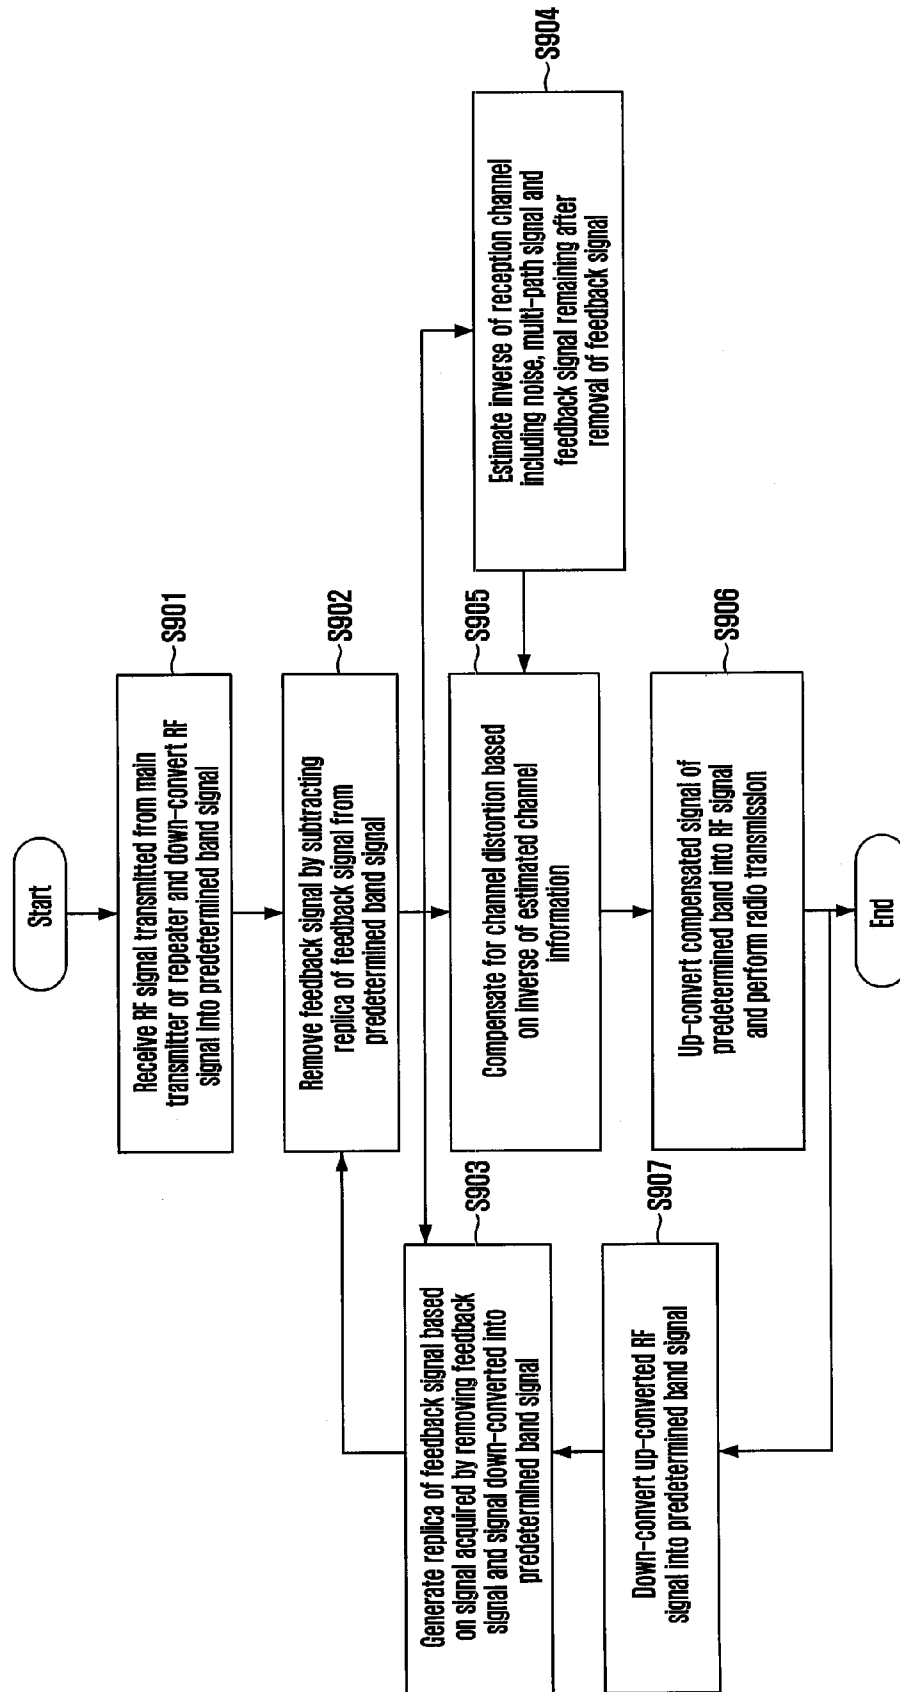 Start
S901
Receive RF signal transmitted from main
transmitter or repeater and down-convert RF
signal into predetermined band signal
S902
Remove feedback signal by subtracting
replica of feedback signal from
predetermined band signal
S903
Generate replica of feedback signal based
on signal acquired by removing feedback
signal and signal down-converted into
predetermined band signal
S904
Estimate inverse of reception channel
including noise, multi-path signal and
feedback signal remaining after
removal of feedback signal
S905
Compensate for channel distortion based
on inverse of estimated channel
information
S906
Up-convert compensated signal of
predetermined band into RF signal
and perform radio transmission
S907
Down-convert up-converted RF
signal into predetermined band signal
End